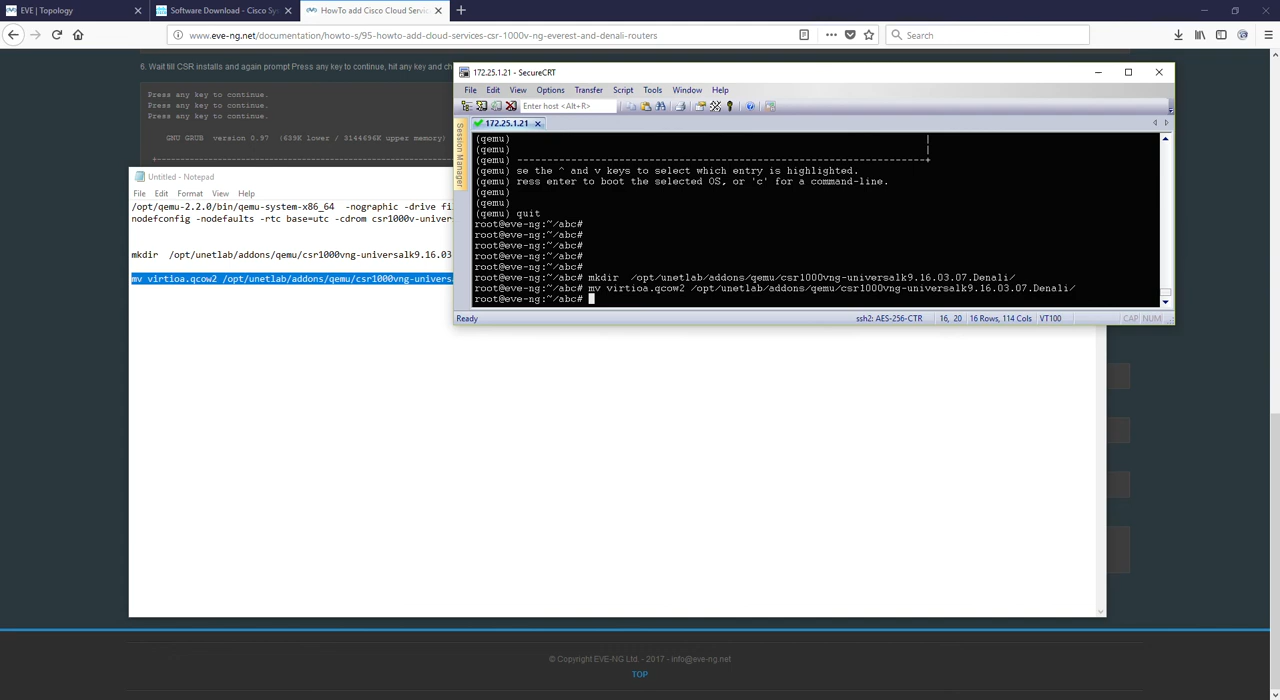 EVE | Topology
Software Download - Cisco Sy
HowTo add Cisco Cloud Servic
www.eve-ng.net/documentation/howto-s/95-howto-add-cloud-services-csr-1000v-ng-everest-and-denali-routers
Search
6. Wait till CSR installs and again prompt Press any key to continue, hit any key and ch
Press any key to continue.
Press any key to continue.
Press any key to continue.
GNU GRUB version 0.97 (639K lower / 3144696K upper memory)
Untitled - Notepad
File Edit Format View Help
/opt/qemu-2.2.0/bin/qemu-system-x86_64 -nographic -drive fi
nodefconfig -nodefaults -rtc base=utc -cdrom csr1000v-univer
mkdir /opt/unetlab/addons/qemu/csr1000vng-universalk9.16.03
mv virtioa.qcow2 /opt/unetlab/addons/qemu/csr1000vng-universa
172.25.1.21 - SecureCRT
File Edit View Options Transfer Script Tools Window Help
Enter host <Alt+R>
Session Manager
172.25.1.21
(qemu) |
(qemu) |
(qemu) ------------------------------------------------------------------------+
(qemu) se the ^ and v keys to select which entry is highlighted.
(qemu) ress enter to boot the selected OS, or 'c' for a command-line.
(qemu)
(qemu)
(qemu) quit
root@eve-ng:~/abc#
root@eve-ng:~/abc#
root@eve-ng:~/abc#
root@eve-ng:~/abc#
root@eve-ng:~/abc#
root@eve-ng:~/abc# mkdir /opt/unetlab/addons/qemu/csr1000vng-universalk9.16.03.07.Denali/
root@eve-ng:~/abc# mv virtioa.qcow2 /opt/unetlab/addons/qemu/csr1000vng-universalk9.16.03.07.Denali/
root@eve-ng:~/abc#
Ready ssh2: AES-256-CTR 16, 20 16 Rows, 114 Cols VT100 CAP NUM
© Copyright EVE-NG Ltd. - 2017 - info@eve-ng.net
TOP